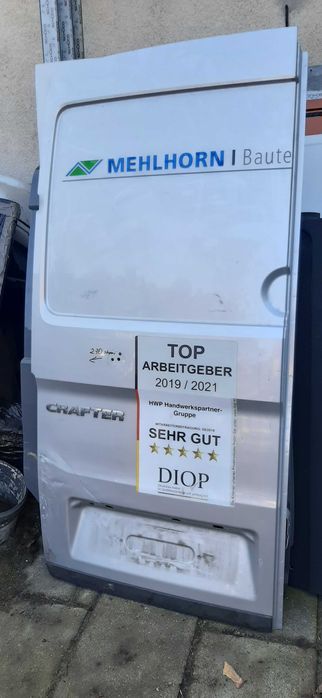 MEHLHORN | Baute
TOP
ARBEITGEBER
2019 / 2021
CRAFTER
HWP Handwerkspartner-
Gruppe
SEHR GUT
DIOP